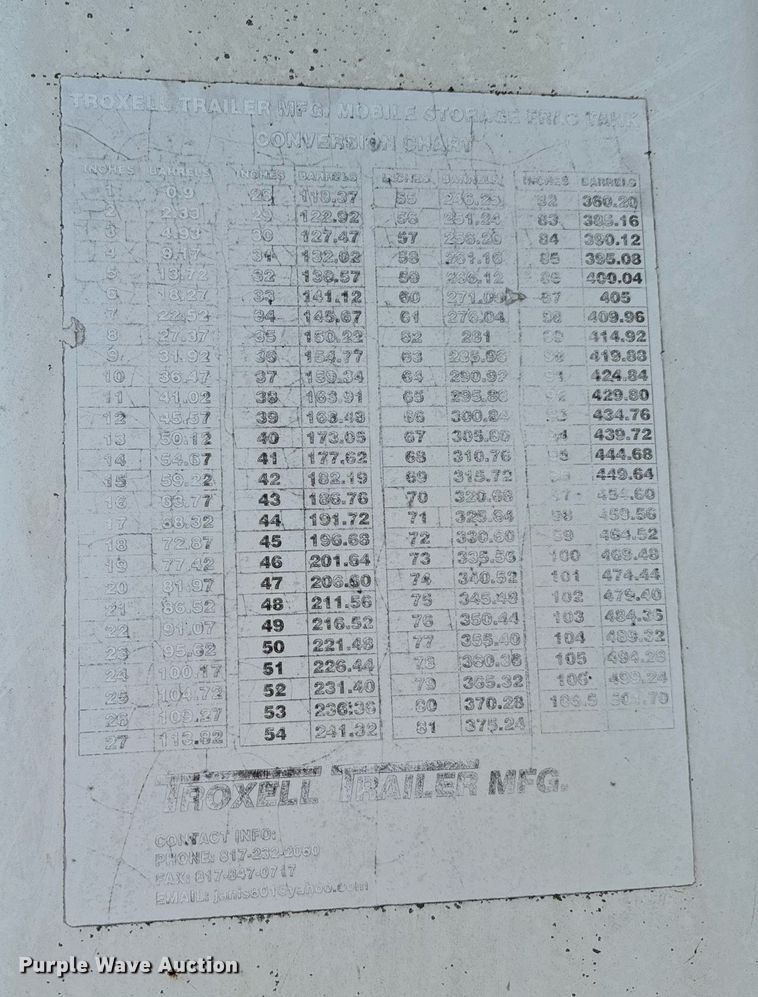 TROXELL TRAILER MFG. MOBILE STORAGE FRAC TANK
CONVERSION CHART
INCHES BARRELS INCHES BARRELS INCHES BARRELS INCHES BARRELS
1 0.9 28 118.37 55 246.28 82 380.20
2 2.33 29 122.92 56 251.24 83 385.16
3 30 127.47 57 256.20 84 390.12
4 9.17 31 132.02 58 261.16 85 395.08
5 13.72 32 136.57 59 266.12 86 400.04
6 18.27 33 141.12 60 271.08 87 405
7 34 145.67 61 276.04 88 409.96
8 27.37 35 150.22 62 281 89 414.92
9 31.92 36 154.77 63 285.96 90 419.88
10 36.47 37 159.34 64 290.92 91 424.84
11 41.02 38 163.91 65 295.88 92 429.80
12 45.57 39 168.48 66 300.84 93 434.76
13 50.12 40 173.05 67 305.80 94 439.72
14 54.67 41 177.62 68 310.76 95 444.68
15 59.22 42 182.19 69 315.72 96 449.64
16 63.77 43 186.76 70 320.68 97 454.60
17 68.32 44 191.72 71 325.64 98 459.56
18 72.87 45 196.68 72 330.60 99 464.52
19 77.42 46 201.64 73 335.56 100 469.48
20 81.97 47 206.60 74 340.52 101 474.44
21 86.52 48 211.56 75 345.48 102 479.40
22 91.07 49 216.52 76 350.44 103 484.36
23 95.62 50 221.48 77 355.40 104 489.32
24 100.17 51 226.44 78 360.36 105 494.28
25 104.72 52 231.40 79 365.32 106 499.24
26 109.27 53 236.36 80 370.28 106.5 501.70
27 113.82 54 241.32 81 375.24
TROXELL TRAILER MFG.
CONTACT INFO:
PHONE: 817-232-2060
FAX: 817-847-0717
EMAIL:
Purple Wave Auction